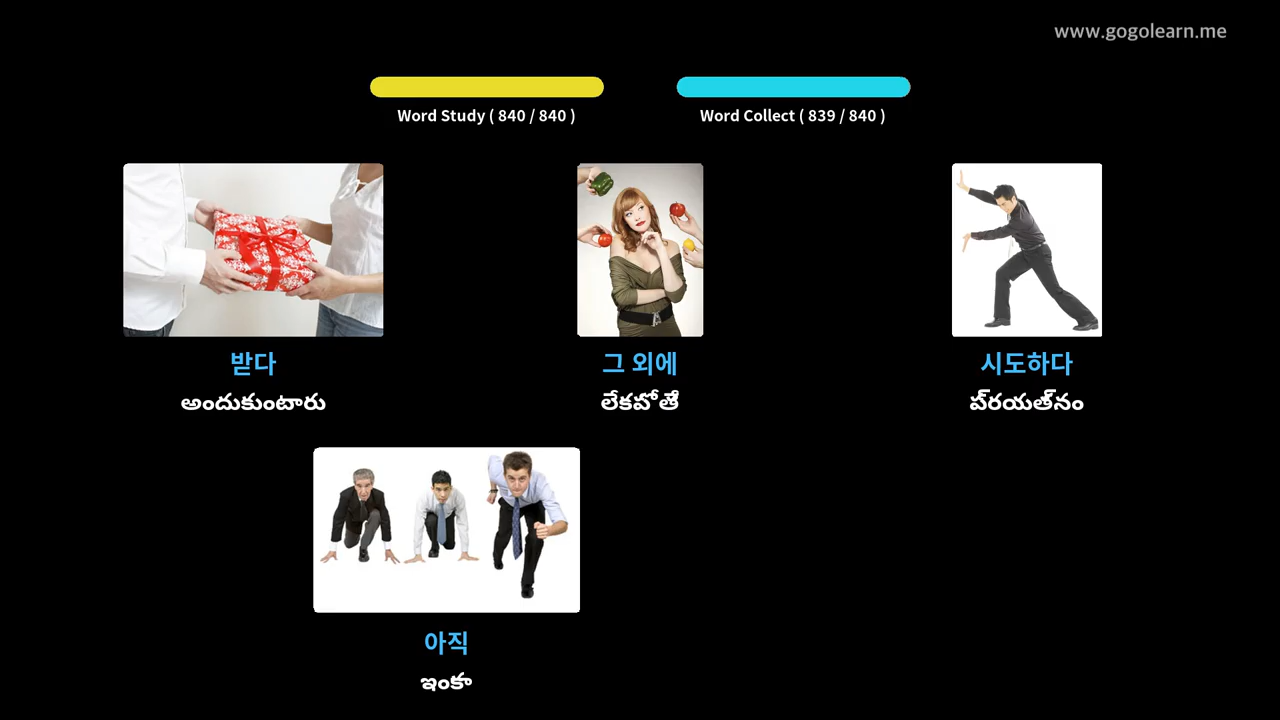 www.gogolearn.me
Word Study ( 840 / 840 )
Word Collect ( 839 / 840 )
받다
అందుకుంటారు
그 외에
లేకపోతే
시도하다
ప్రయత్నం
아직
ఇంకా